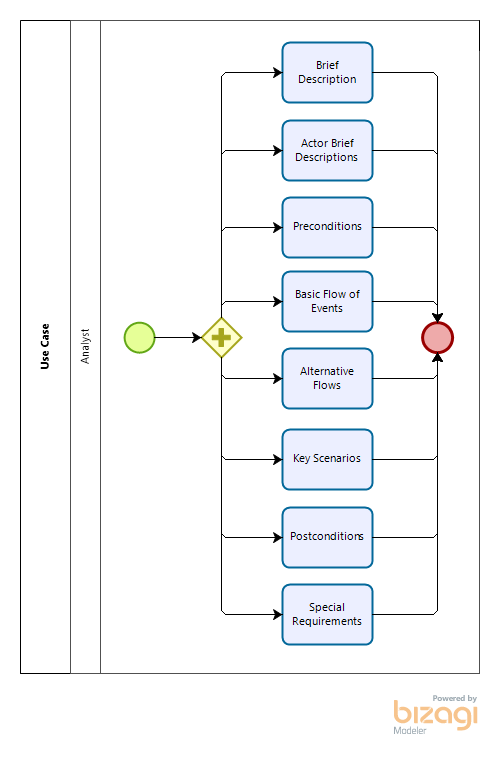 Use Case
Analyst
Brief
Description
Actor Brief
Descriptions
Preconditions
Basic Flow of
Events
Alternative
Flows
Key Scenarios
Postconditions
Special
Requirements
Powered by
bizagi
Modeler